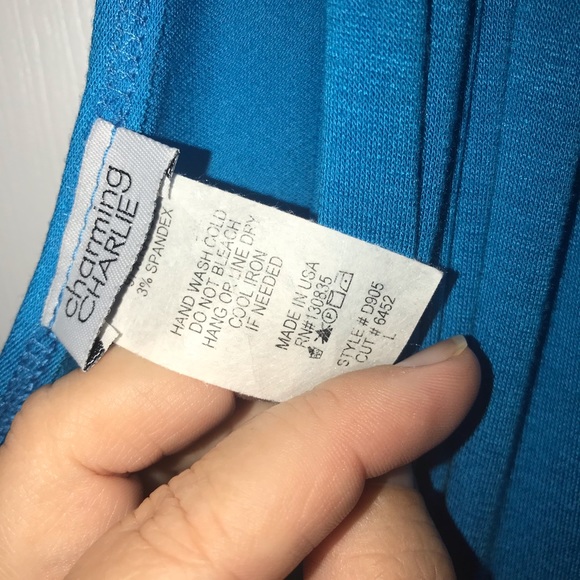 charming
CHARLIE
3% SPANDEX
HAND WASH COLD
DO NOT BLEACH
HANG OR LINE DRY
COOL IRON
IF NEEDED
MADE IN USA
RN#130835
STYLE # D905
CUT # 6452
L